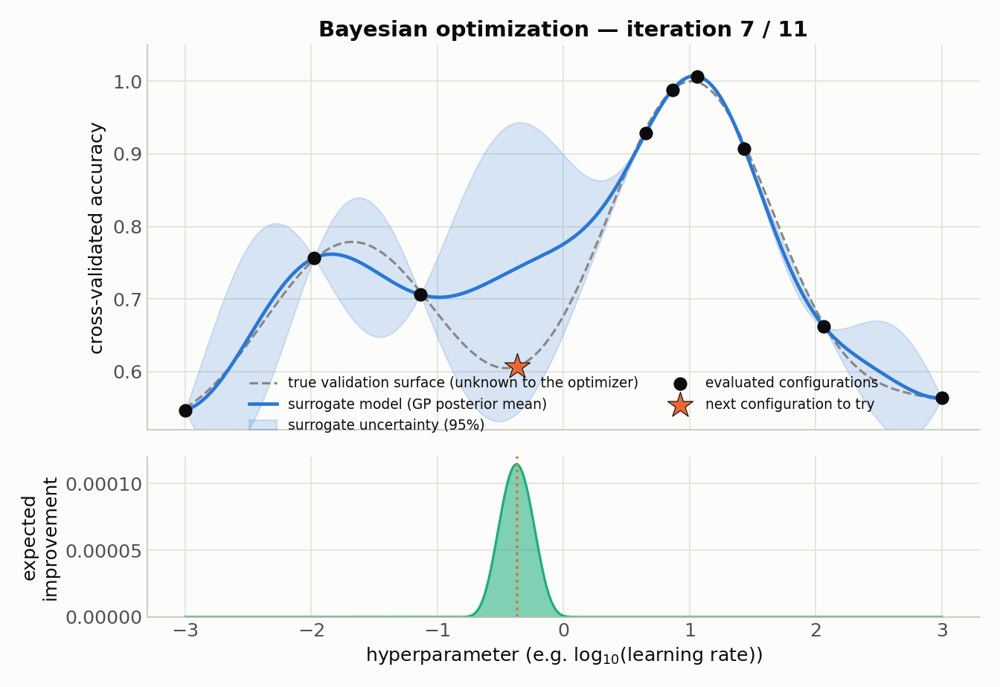 Bayesian optimization — iteration 7 / 11
cross-validated accuracy
1.0
0.9
0.8
0.7
0.6
true validation surface (unknown to the optimizer)
surrogate model (GP posterior mean)
surrogate uncertainty (95%)
evaluated configurations
next configuration to try
expected
improvement
0.00010
0.00005
0.00000
−3 −2 −1 0 1 2 3
hyperparameter (e.g. log₁₀(learning rate))